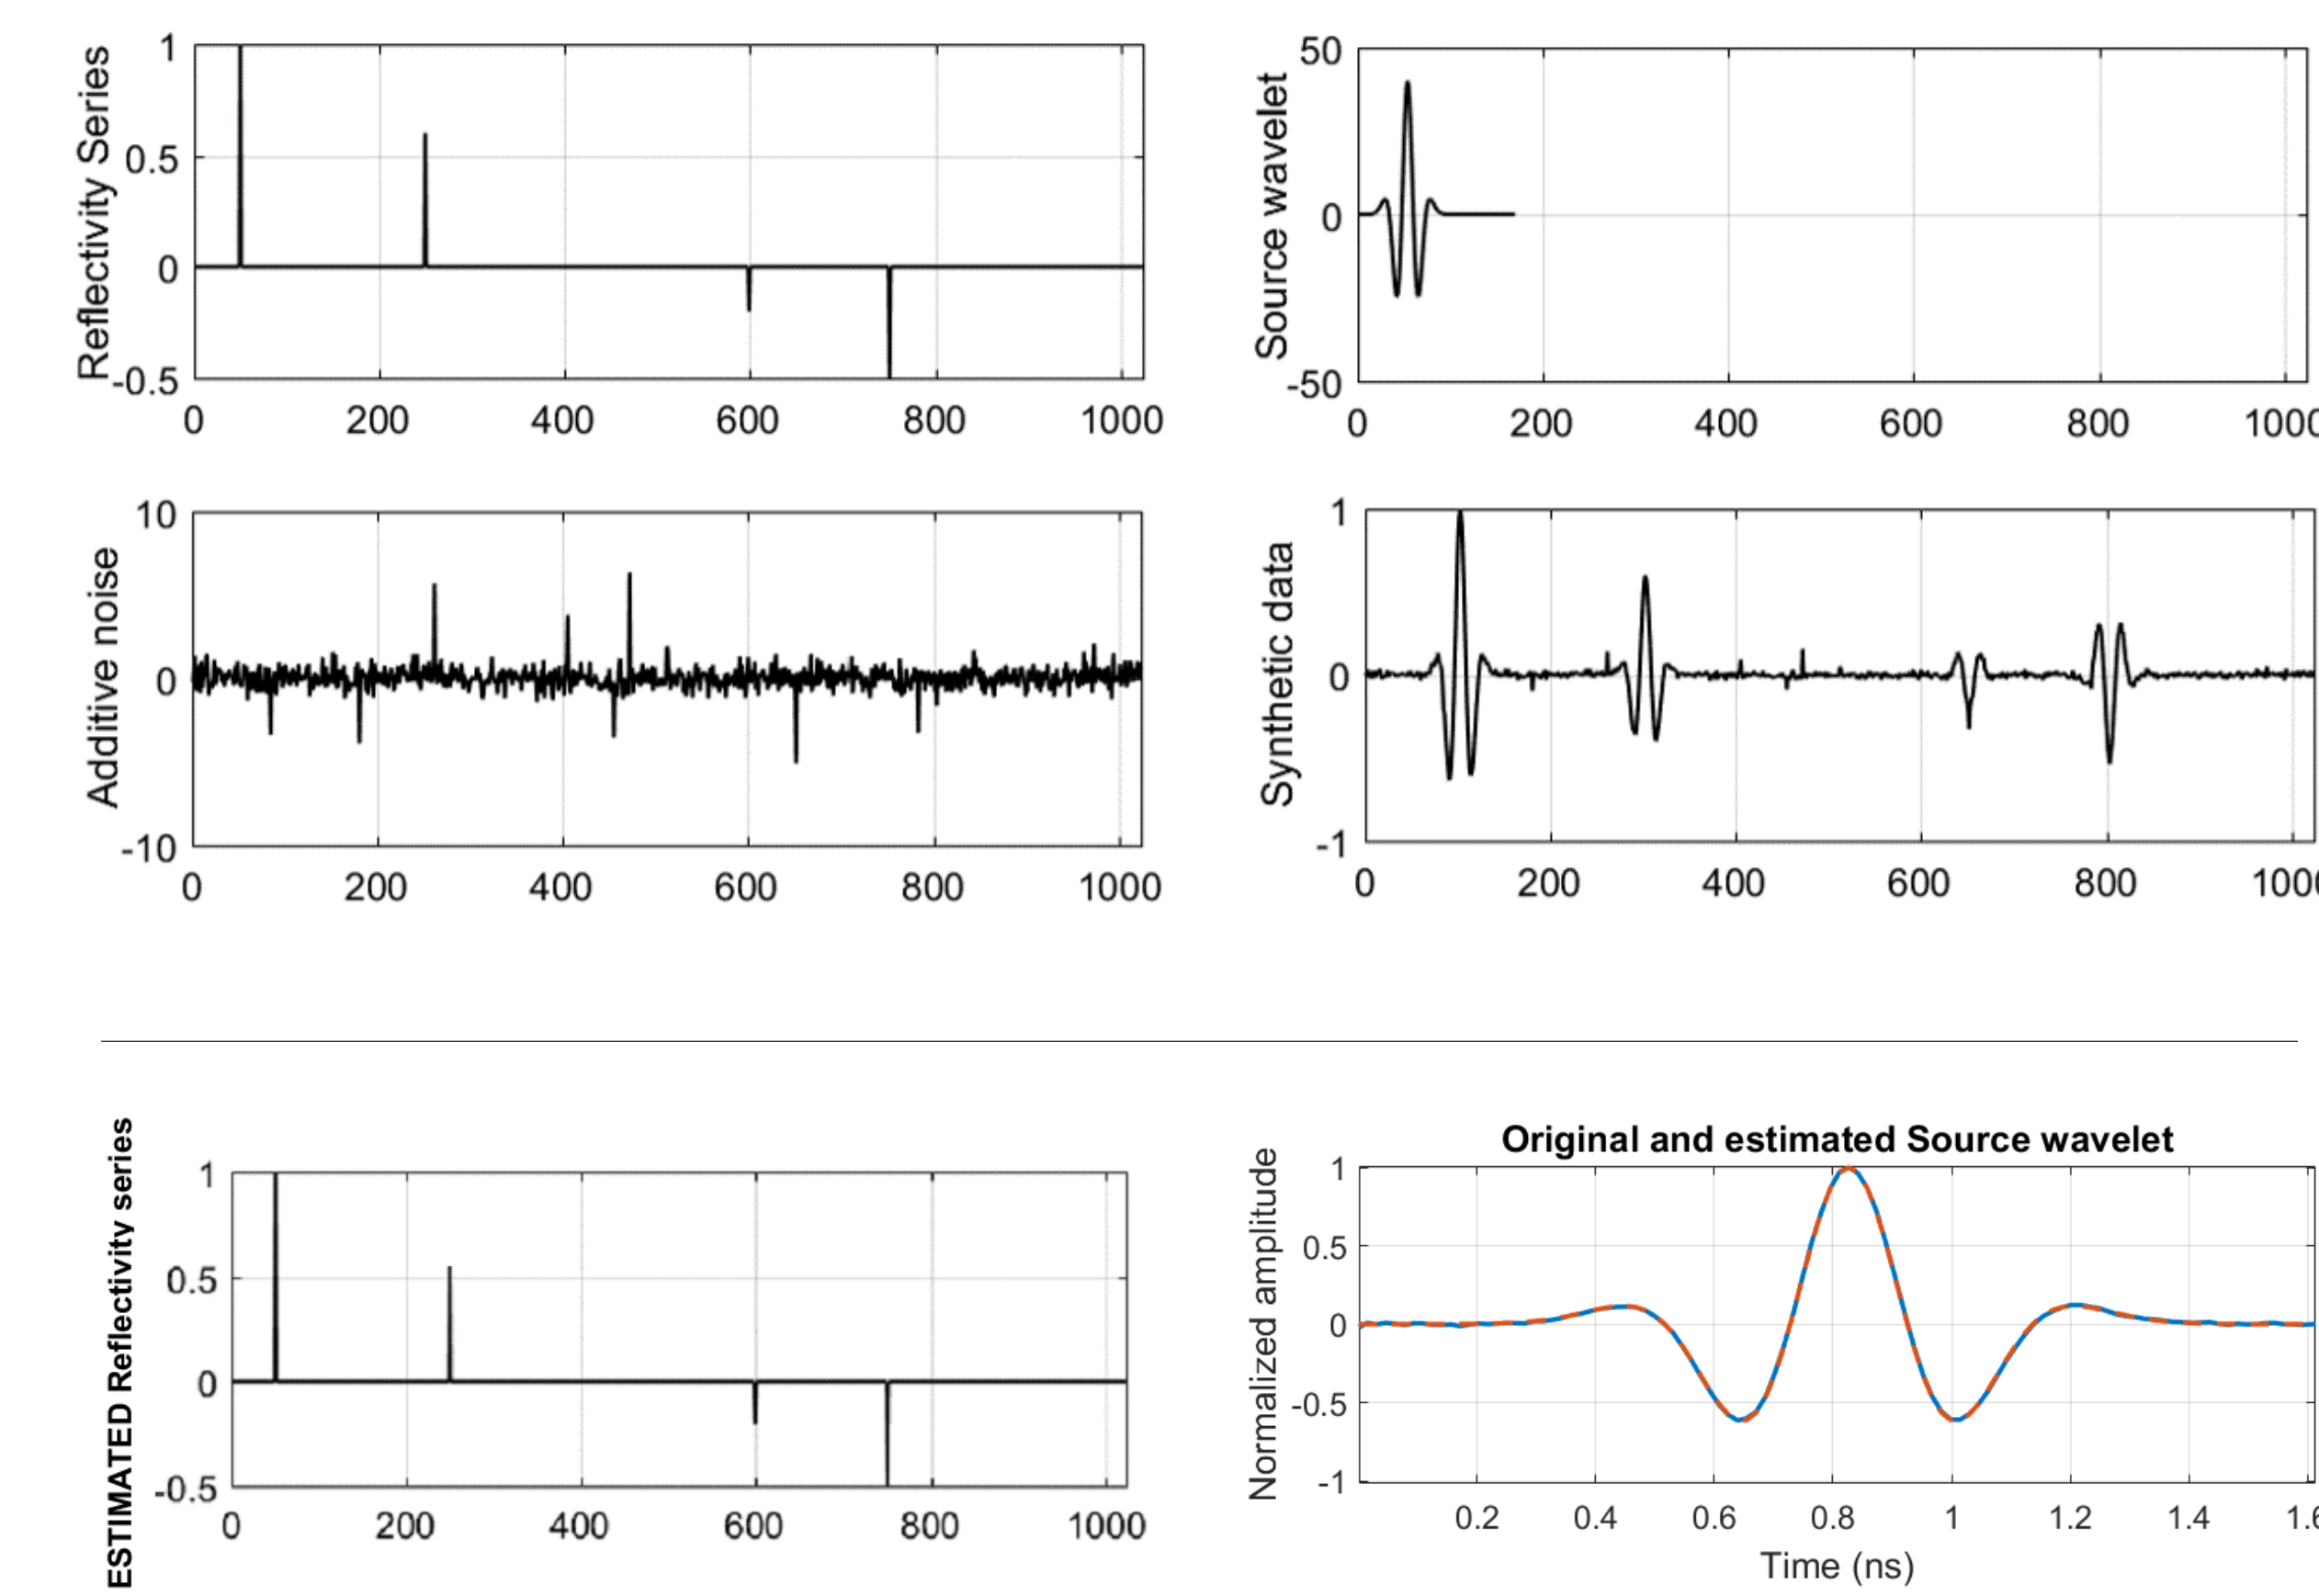 Reflectivity Series
1
0.5
0
-0.5
0 200 400 600 800 1000
Source wavelet
50
0
-50
0 200 400 600 800
Additive noise
10
0
-10
0 200 400 600 800 1000
Synthetic data
1
0
-1
0 200 400 600 800
ESTIMATED Reflectivity series
1
0.5
0
-0.5
0 200 400 600 800 1000
Original and estimated Source wavelet
Normalized amplitude
1
0.5
0
-0.5
-1
0.2 0.4 0.6 0.8 1 1.2 1.4
Time (ns)